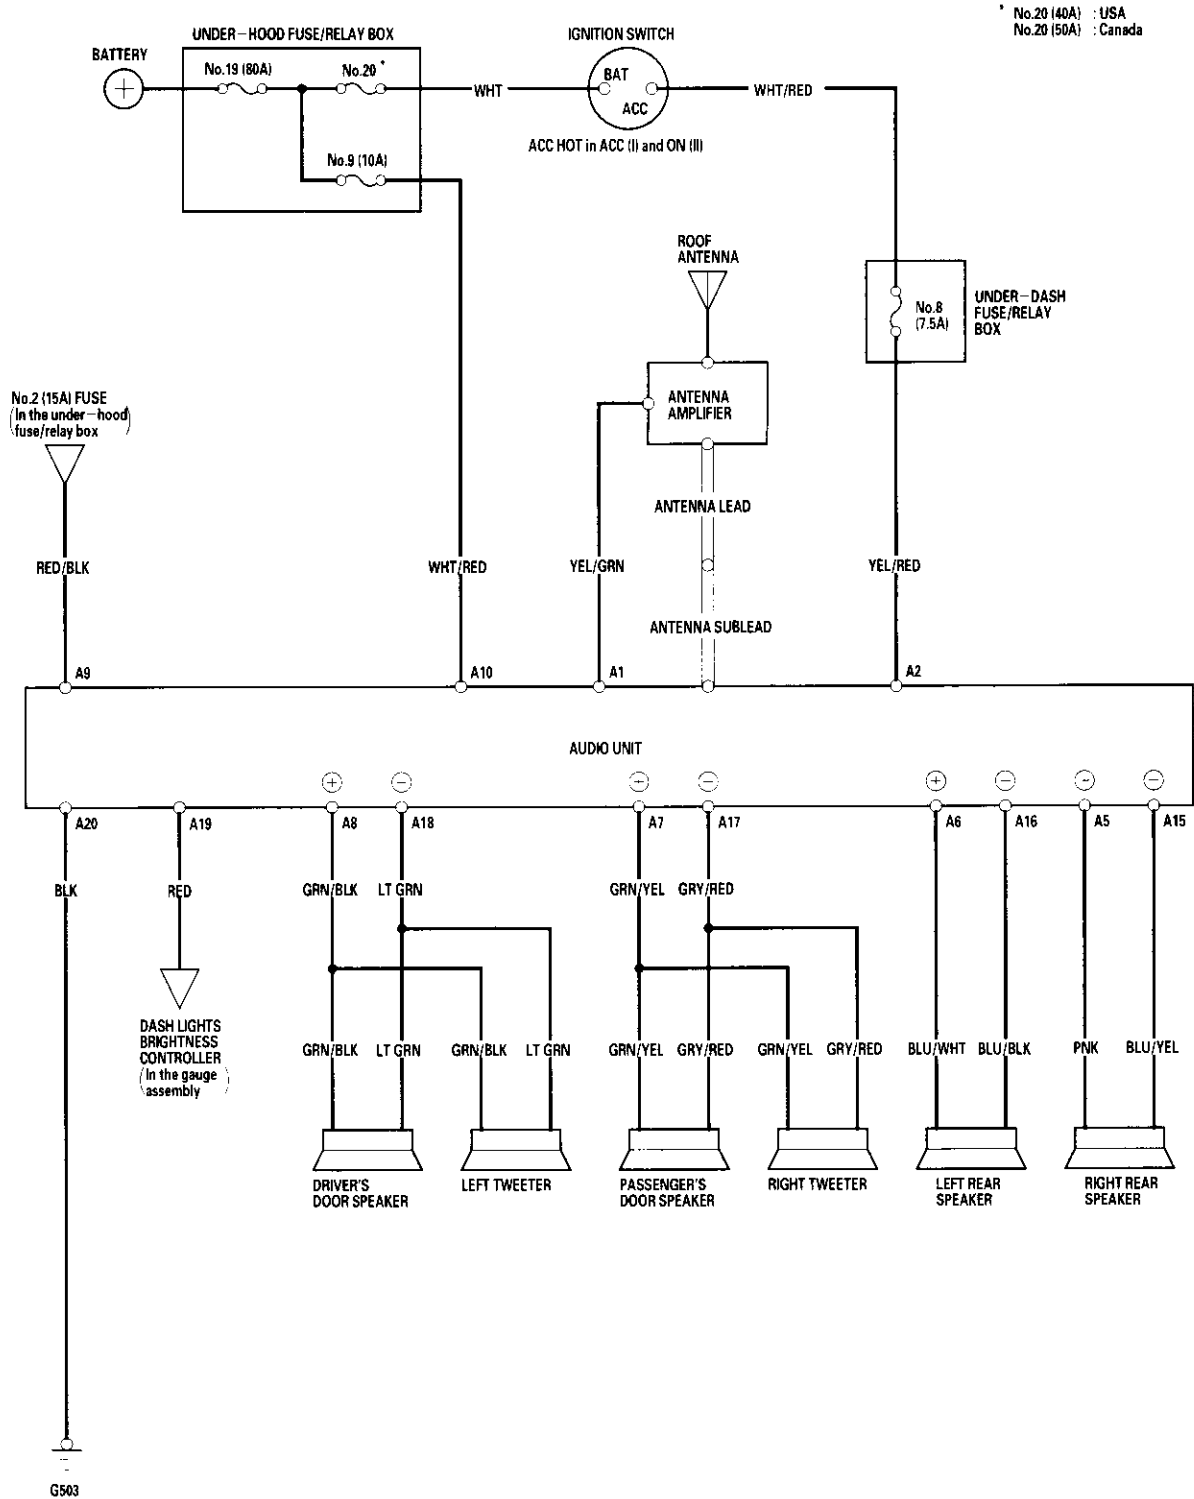 * No.20 (40A) : USA
No.20 (50A) : Canada
UNDER-HOOD FUSE/RELAY BOX
IGNITION SWITCH
BATTERY
No.19 (80A)
No.20 *
BAT
ACC
WHT
WHT/RED
ACC HOT in ACC (I) and ON (II)
No.9 (10A)
ROOF
ANTENNA
No.8
(7.5A)
UNDER-DASH
FUSE/RELAY
BOX
ANTENNA
AMPLIFIER
No.2 (15A) FUSE
(In the under-hood
fuse/relay box)
ANTENNA LEAD
RED/BLK
WHT/RED
YEL/GRN
YEL/RED
ANTENNA SUBLEAD
A9
A10
A1
A2
AUDIO UNIT
+ − + − + − ~ −
A20
A19
A8
A18
A7
A17
A6
A16
A5
A15
BLK
RED
GRN/BLK
LT GRN
GRN/YEL
GRY/RED
DASH LIGHTS
BRIGHTNESS
CONTROLLER
(In the gauge
assembly)
GRN/BLK
LT GRN
GRN/BLK
LT GRN
GRN/YEL
GRY/RED
GRN/YEL
GRY/RED
BLU/WHT
BLU/BLK
PNK
BLU/YEL
DRIVER'S
DOOR SPEAKER
LEFT TWEETER
PASSENGER'S
DOOR SPEAKER
RIGHT TWEETER
LEFT REAR
SPEAKER
RIGHT REAR
SPEAKER
G503